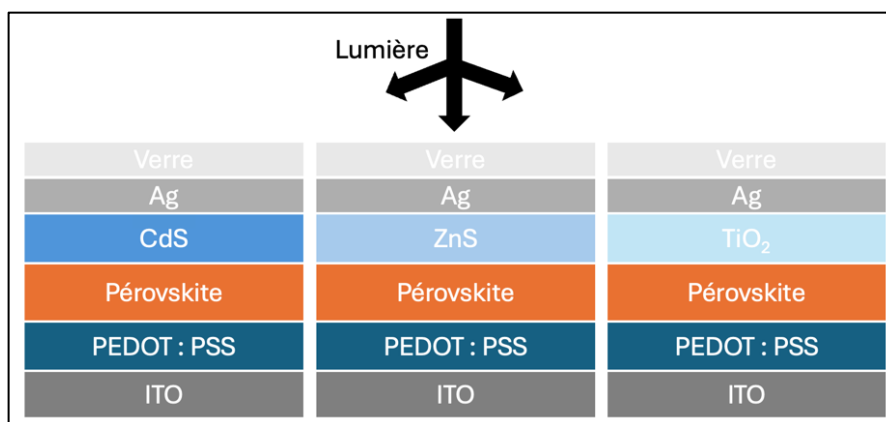 Lumière
Verre Verre Verre
Ag Ag Ag
CdS ZnS TiO₂
Pérovskite Pérovskite Pérovskite
PEDOT : PSS PEDOT : PSS PEDOT : PSS
ITO ITO ITO